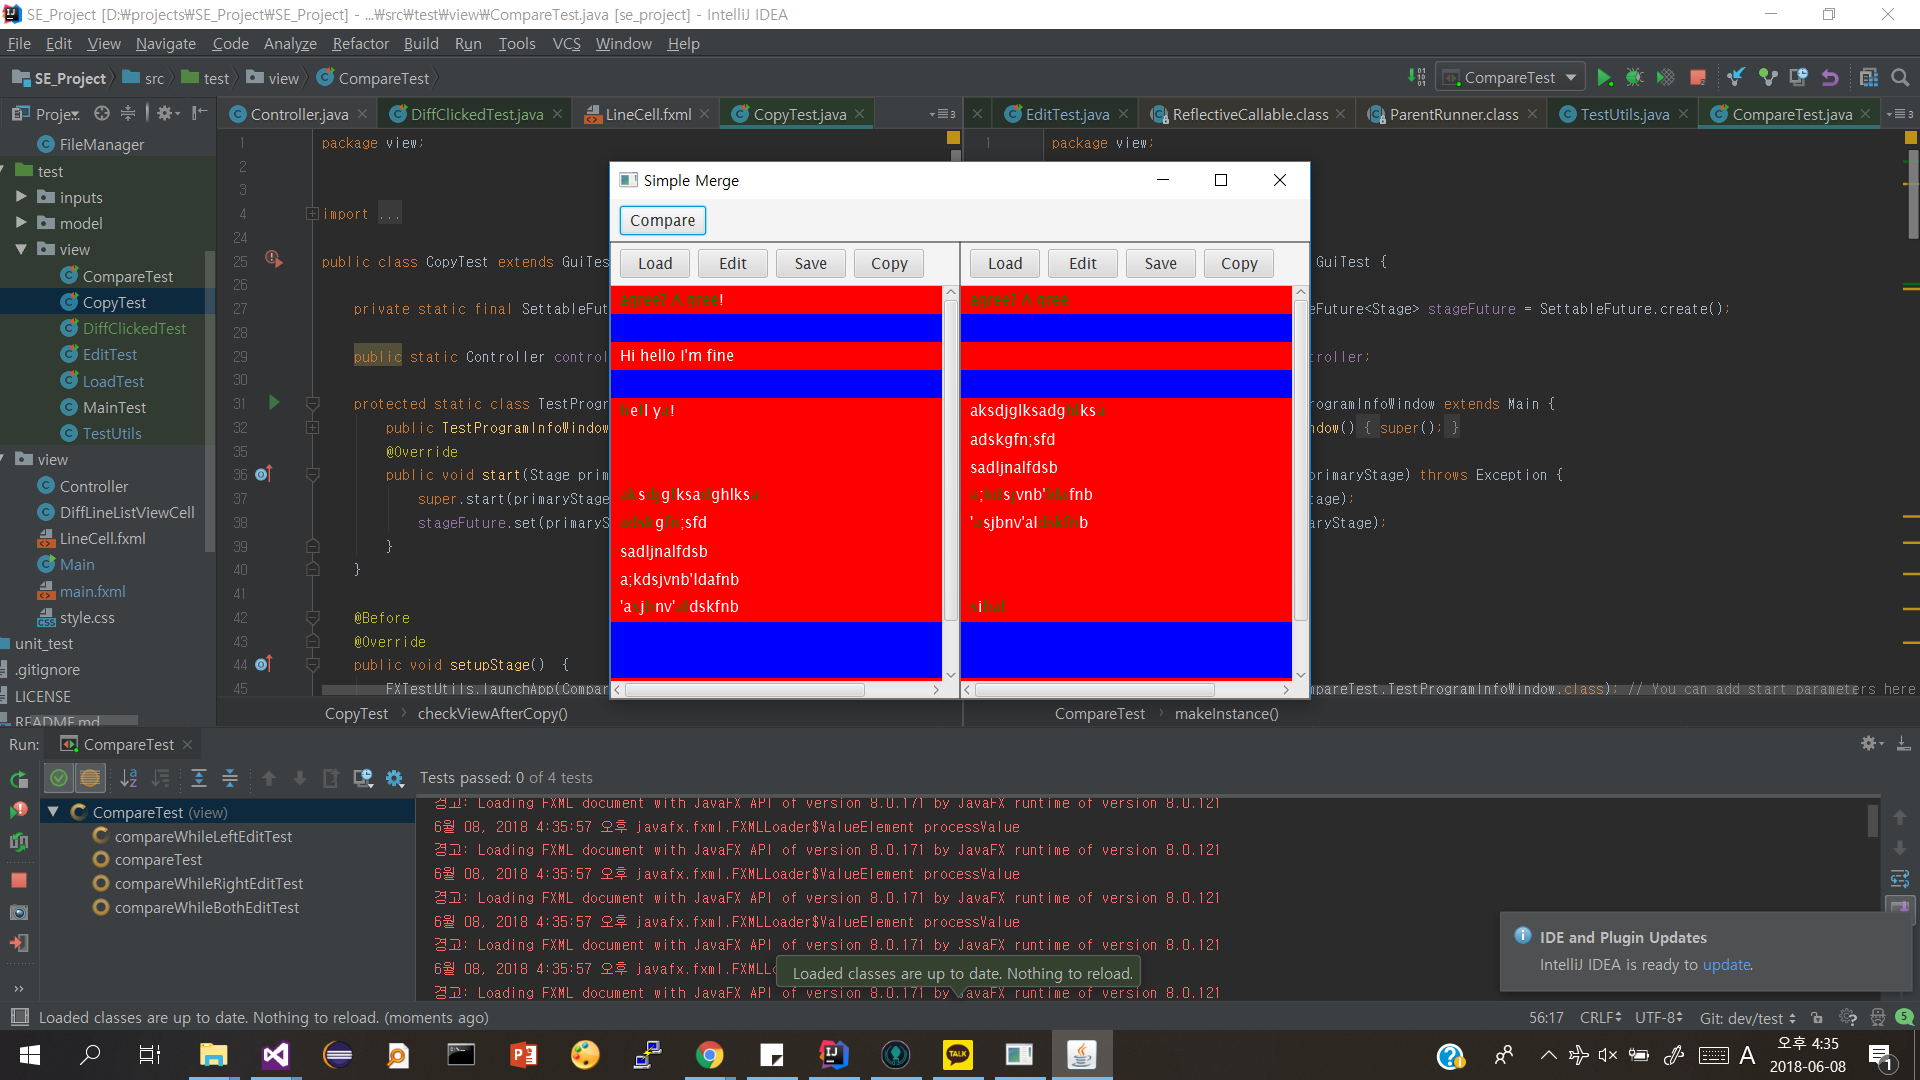 SE_Project [D:₩projects₩SE_Project₩SE_Project] - ...₩src₩test₩view₩CompareTest.java [se_project] - IntelliJ IDEA
File Edit View Navigate Code Analyze Refactor Build Run Tools VCS Window Help
SE_Project src test view CompareTest
CompareTest
Proje
Controller.java DiffClickedTest.java LineCell.fxml CopyTest.java
EditTest.java ReflectiveCallable.class ParentRunner.class TestUtils.java CompareTest.java
FileManager
test
inputs
model
view
CompareTest
CopyTest
DiffClickedTest
EditTest
LoadTest
MainTest
TestUtils
view
Controller
DiffLineListViewCell
LineCell.fxml
Main
main.fxml
style.css
unit_test
.gitignore
LICENSE
README.md
1 package view;
2
3
4 import ...
24
25 public class CopyTest extends GuiTes
26
27 private static final SettableFut
28
29 public static Controller control
30
31 protected static class TestProgr
32 public TestProgramInfoWindow
35 @Override
36 public void start(Stage prim
37 super.start(primaryStage
38 stageFuture.set(primaryS
39 }
40 }
41
42 @Before
43 @Override
44 public void setupStage() {
45 FXTestUtils.launchApp(Compar
1 package view;
GuiTest {
eFuture<Stage> stageFuture = SettableFuture.create();
roller;
ogramInfoWindow extends Main {
ndow() { super(); }
primaryStage) throws Exception {
tage);
aryStage);
mpareTest.TestProgramInfoWindow.class); // You can add start parameters here
Simple Merge
Compare
Load Edit Save Copy
Load Edit Save Copy
agree? A gree!
Hi hello I'm fine
aksdjglksadghlksa
adskgfn;sfd
sadljnalfdsb
a;kdsjvnb'ldafnb
'asjbnv'aldskfnb
agree? A gree
aksdjglksadghlksa
adskgfn;sfd
sadljnalfdsb
'asjbnv'aldskfnb
CopyTest checkViewAfterCopy()
CompareTest makeInstance()
Run: CompareTest
Tests passed: 0 of 4 tests
CompareTest (view)
compareWhileLeftEditTest
compareTest
compareWhileRightEditTest
compareWhileBothEditTest
경고: Loading FXML document with JavaFX API of version 8.0.171 by JavaFX runtime of version 8.0.121
6월 08, 2018 4:35:57 오후 javafx.fxml.FXMLLoader$ValueElement processValue
경고: Loading FXML document with JavaFX API of version 8.0.171 by JavaFX runtime of version 8.0.121
6월 08, 2018 4:35:57 오후 javafx.fxml.FXMLLoader$ValueElement processValue
경고: Loading FXML document with JavaFX API of version 8.0.171 by JavaFX runtime of version 8.0.121
6월 08, 2018 4:35:57 오후 javafx.fxml.FXMLLoader$ValueElement processValue
경고: Loading FXML document with JavaFX API of version 8.0.171 by JavaFX runtime of version 8.0.121
6월 08, 2018 4:35:57 오후 javafx.fxml.FXMLL
경고: Loading FXML document with JavaFX API of version 8.0.171 by JavaFX runtime of version 8.0.121
Loaded classes are up to date. Nothing to reload.
IDE and Plugin Updates
IntelliJ IDEA is ready to update.
Loaded classes are up to date. Nothing to reload. (moments ago)
56:17 CRLF UTF-8 Git: dev/test 5
TALK
A
오후 4:35
2018-06-08
1